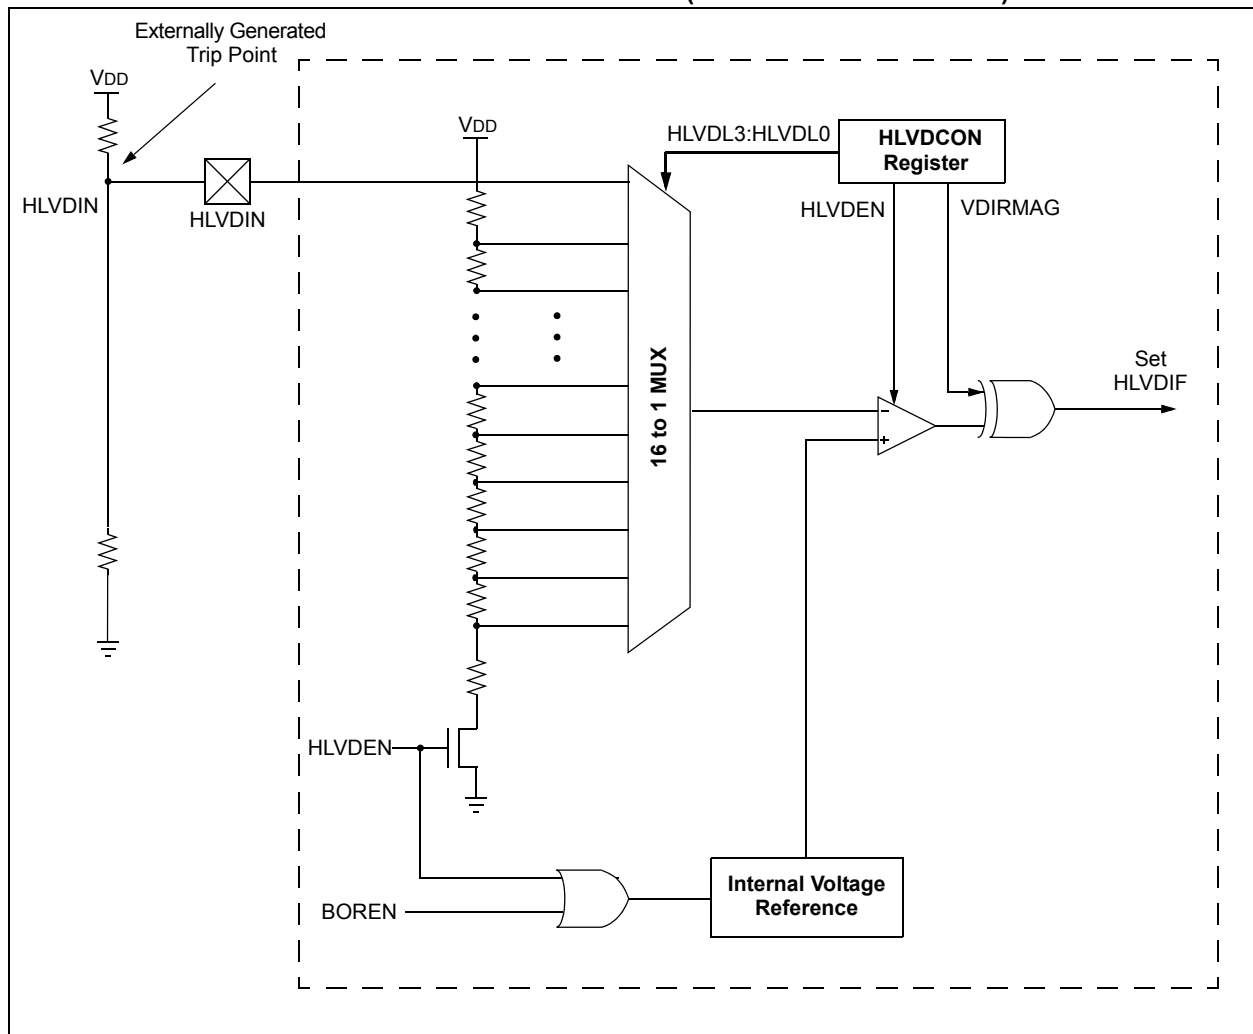 Externally Generated
Trip Point
VDD
VDD
HLVDL3:HLVDL0
HLVDCON
Register
HLVDIN
HLVDIN
HLVDEN
VDIRMAG
16 to 1 MUX
Set
HLVDIF
-
+
HLVDEN
BOREN
Internal Voltage
Reference